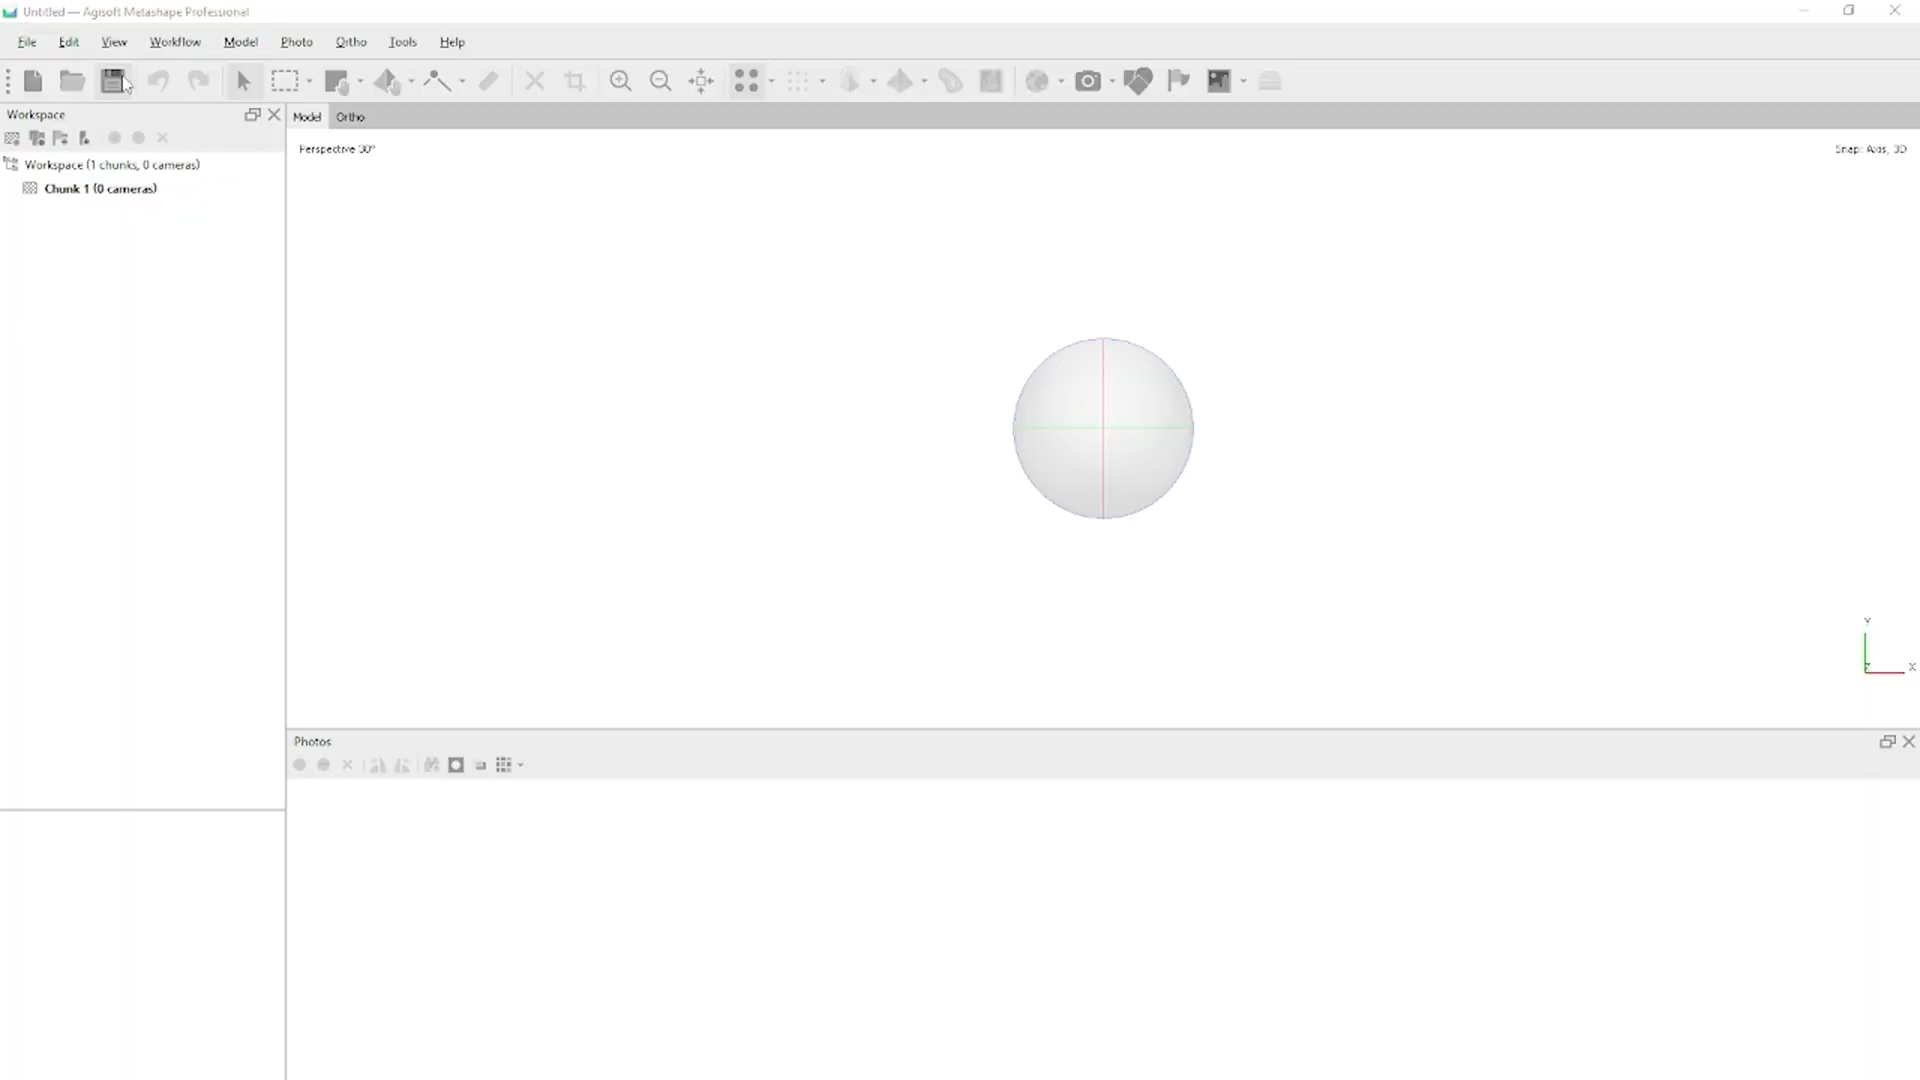 Untitled — Agisoft Metashape Professional
File Edit View Workflow Model Photo Ortho Tools Help
Workspace
Model Ortho
Perspective 30°
Snap: Axis, 3D
Workspace (1 chunks, 0 cameras)
Chunk 1 (0 cameras)
Y
Z
X
Photos